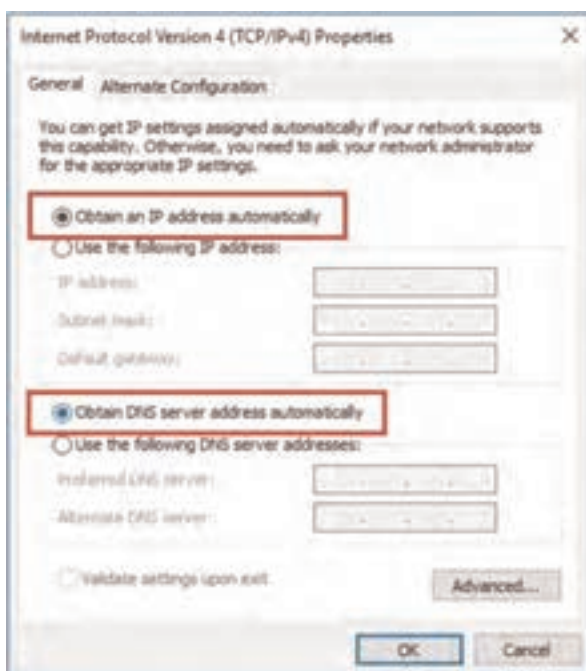 Internet Protocol Version 4 (TCP/IPv4) Properties
General
Alternate Configuration
You can get IP settings assigned automatically if your network supports
this capability. Otherwise, you need to ask your network administrator
for the appropriate IP settings.
Obtain an IP address automatically
Use the following IP address:
IP address:
Subnet mask:
Default gateway:
Obtain DNS server address automatically
Use the following DNS server addresses:
Preferred DNS server:
Alternate DNS server:
Validate settings upon exit
Advanced...
OK
Cancel